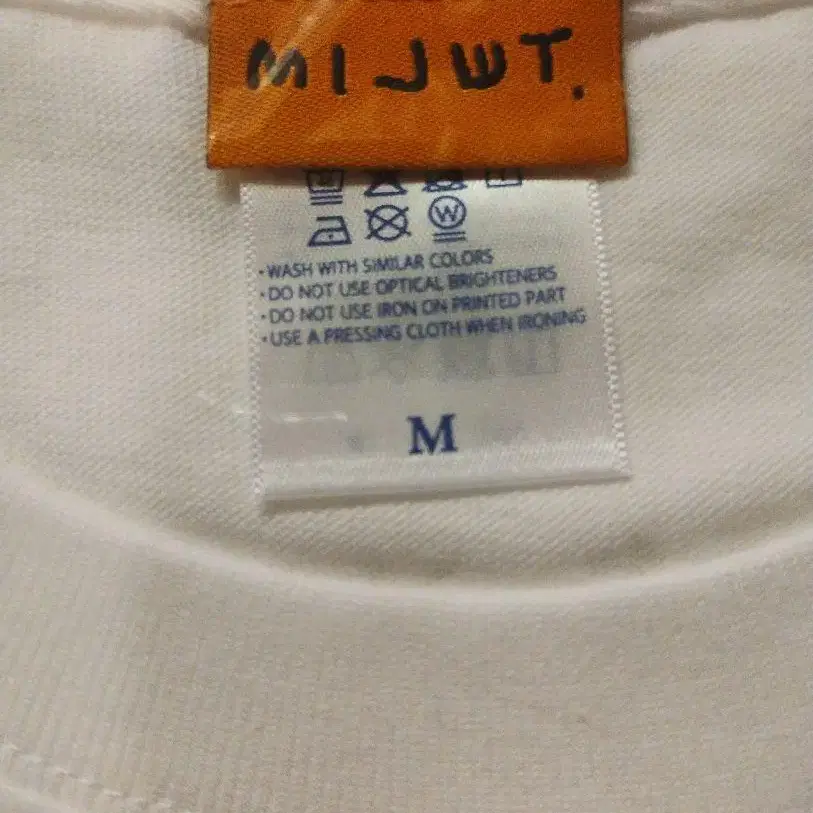 MIJWT.
W
• WASH WITH SIMILAR COLORS
• DO NOT USE OPTICAL BRIGHTENERS
• DO NOT USE IRON ON PRINTED PART
• USE A PRESSING CLOTH WHEN IRONING
M